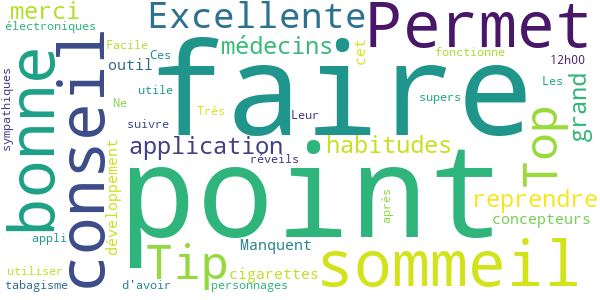 merci
Excellente
Permet
électroniques
conseil
bonne
Facile
Ces
médecins
cet
fonctionne
faire
outil
12h00
sympathiques
utile
supers
Les
grand
Ne
Très
Leur
suivre
Top
application
habitudes
réveils
développement
point
après
reprendre
concepteurs
appli
Manquent
Tip
sommeil
utiliser
cigarettes
tabagisme
d'avoir
personnages